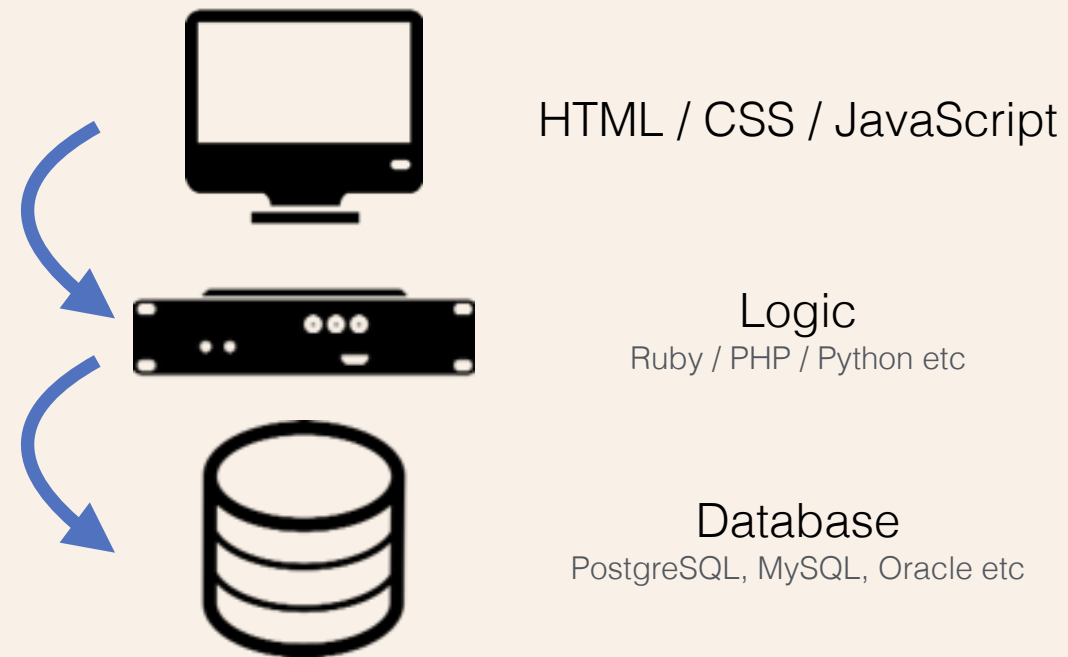 HTML / CSS / JavaScript
Logic
Ruby / PHP / Python etc
Database
PostgreSQL, MySQL, Oracle etc